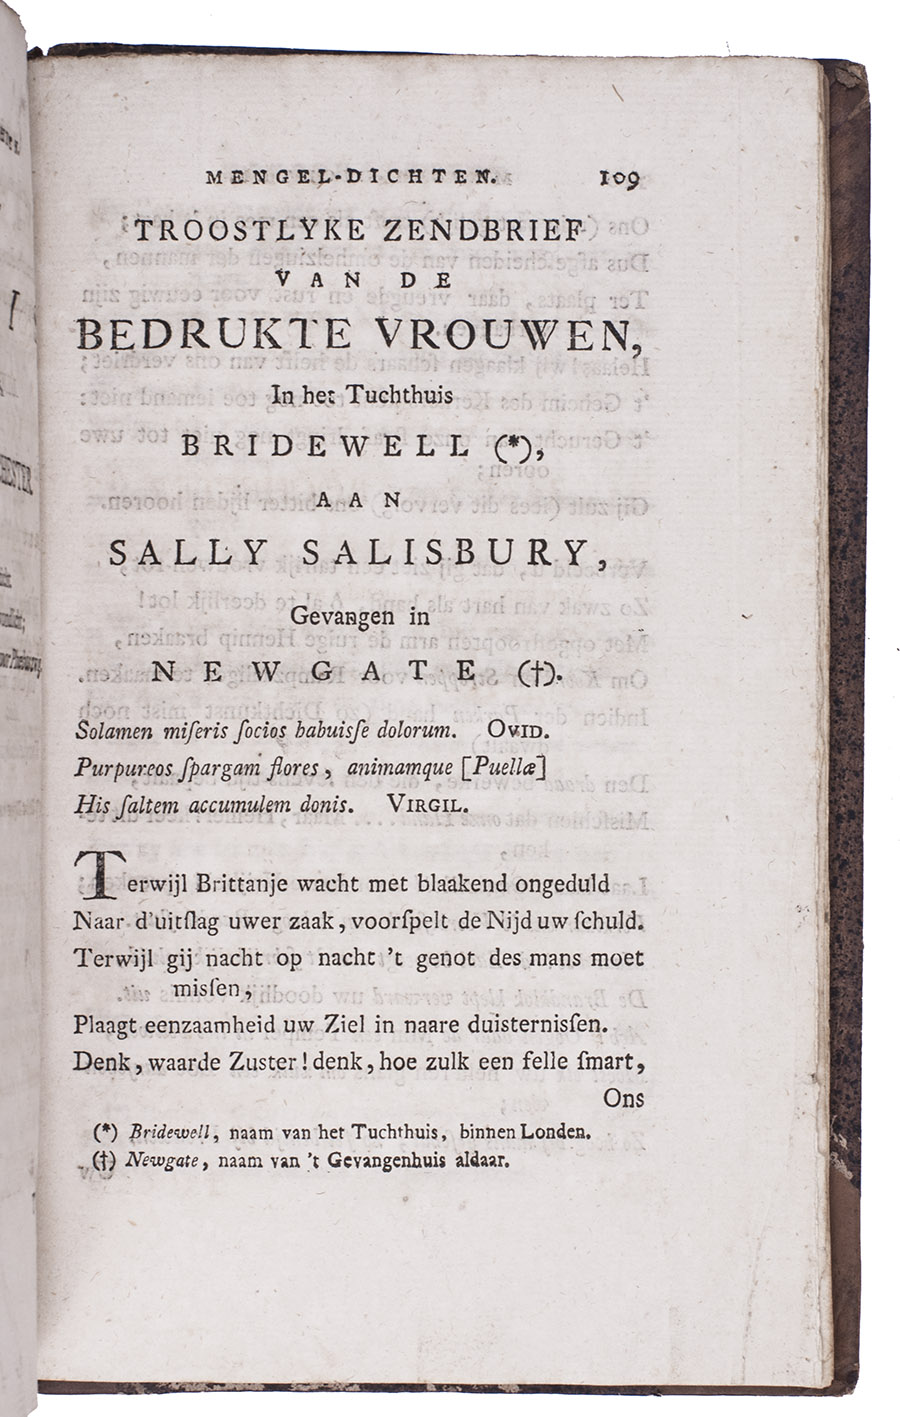 MENGEL-DICHTEN. 109
TROOSTLYKE ZENDBRIEF
VAN DE
BEDRUKTE VROUWEN,
In het Tuchthuis
BRIDEWELL (*),
AAN
SALLY SALISBURY,
Gevangen in
NEWGATE (†).
Solamen miſeris ſocios habuiſſe dolorum. OVID.
Purpureos ſpargam flores, animamque [Puellæ]
His ſaltem accumulem donis. VIRGIL.
Terwijl Brittanje wacht met blaakend ongeduld
Naar d'uitſlag uwer zaak, voorſpelt de Nijd uw ſchuld.
Terwijl gij nacht op nacht 't genot des mans moet
miſſen,
Plaagt eenzaamheid uw Ziel in naare duisterniſſen.
Denk, waarde Zuster! denk, hoe zulk een felle ſmart,
Ons
(*) Bridewell, naam van het Tuchthuis, binnen Londen.
(†) Newgate, naam van 't Gevangenhuis aldaar.